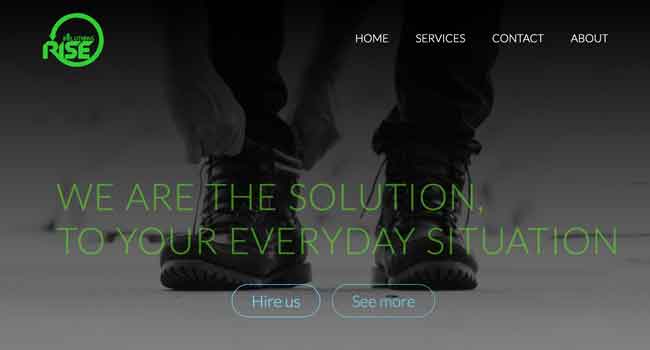 SOLUTIONS
RISE
HOME SERVICES CONTACT ABOUT
WE ARE THE SOLUTION,
TO YOUR EVERYDAY SITUATION
Hire us See more